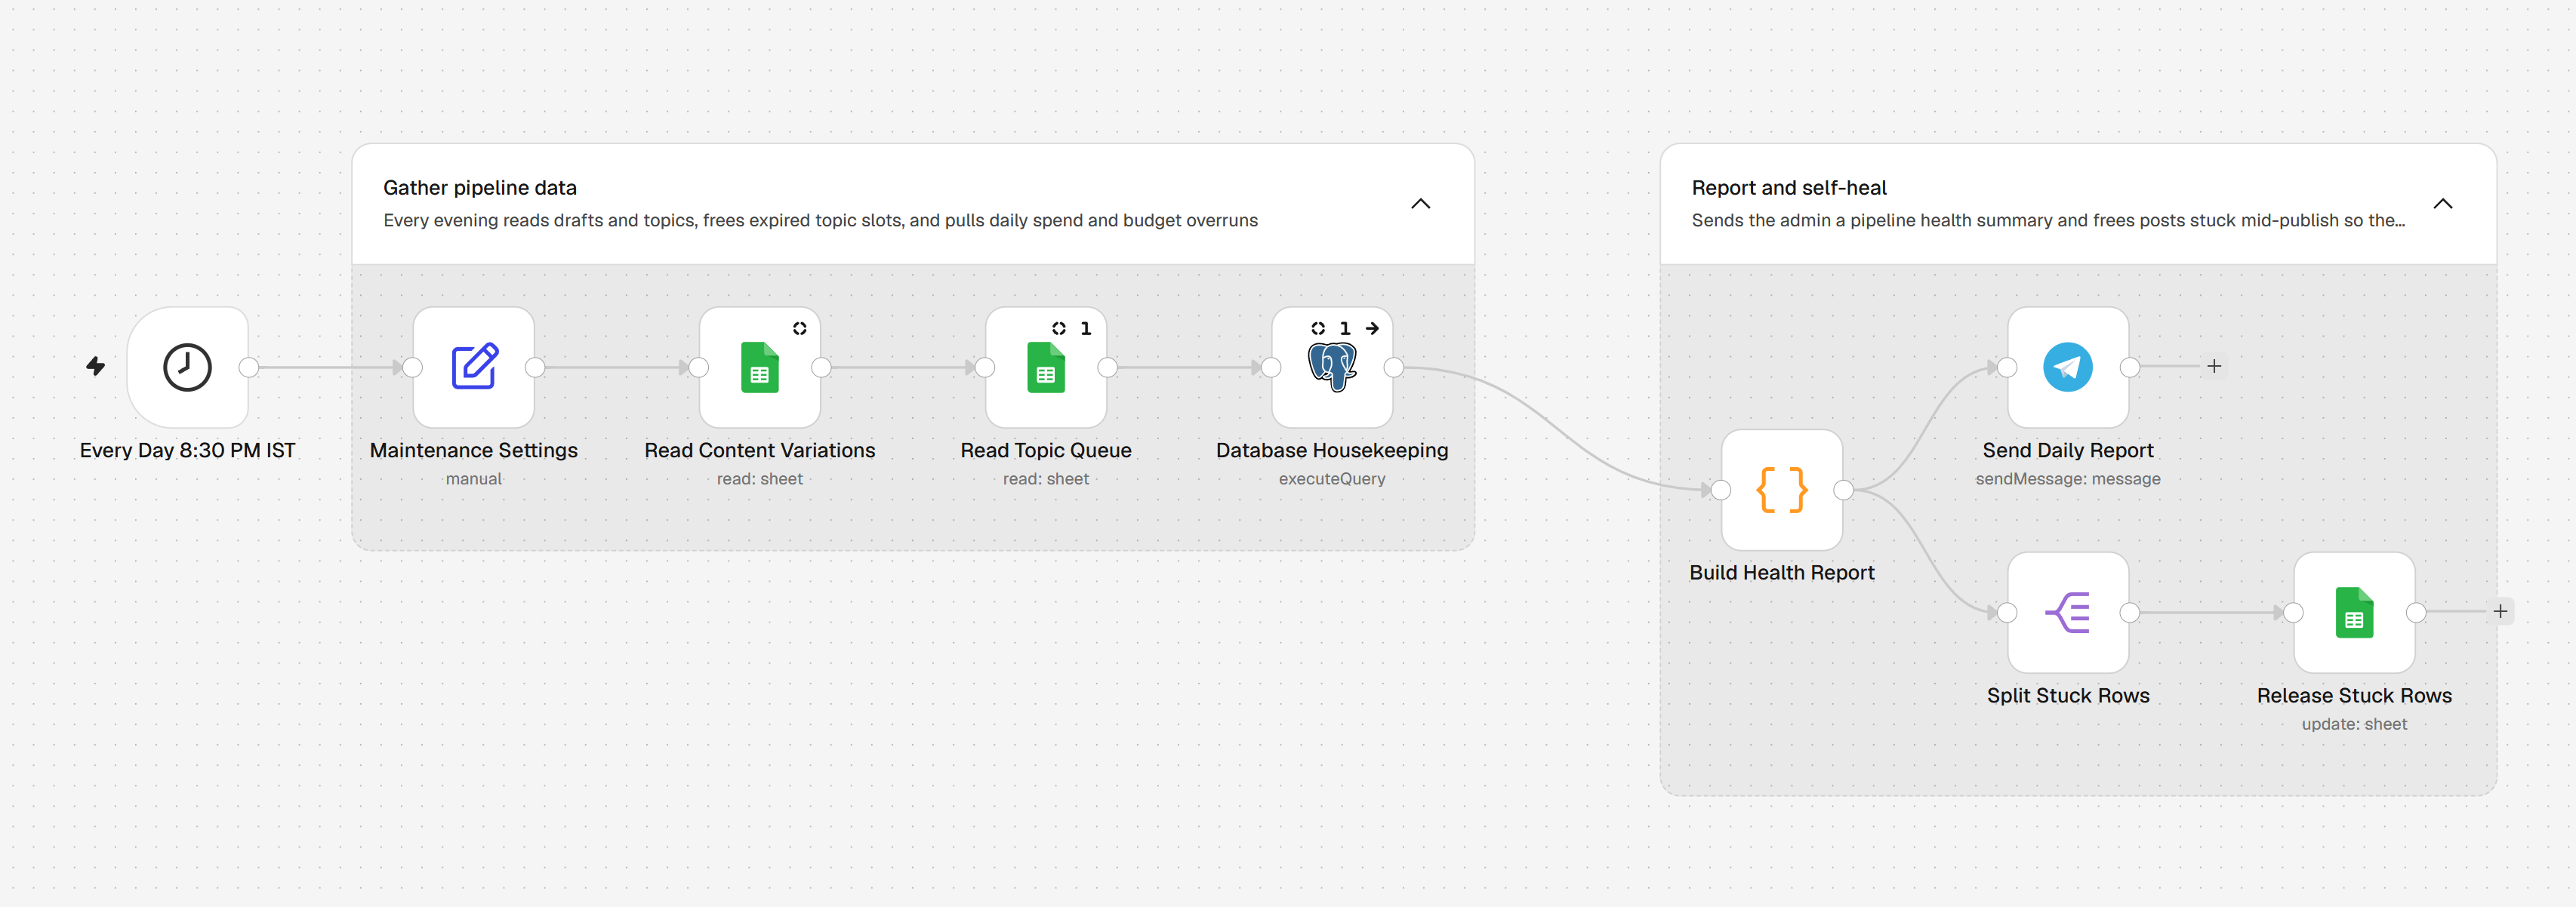 Gather pipeline data
Every evening reads drafts and topics, frees expired topic slots, and pulls daily spend and budget overruns
Report and self-heal
Sends the admin a pipeline health summary and frees posts stuck mid-publish so the...
1
1
Every Day 8:30 PM IST
Maintenance Settings
manual
Read Content Variations
read: sheet
Read Topic Queue
read: sheet
Database Housekeeping
executeQuery
Build Health Report
Send Daily Report
sendMessage: message
Split Stuck Rows
Release Stuck Rows
update: sheet